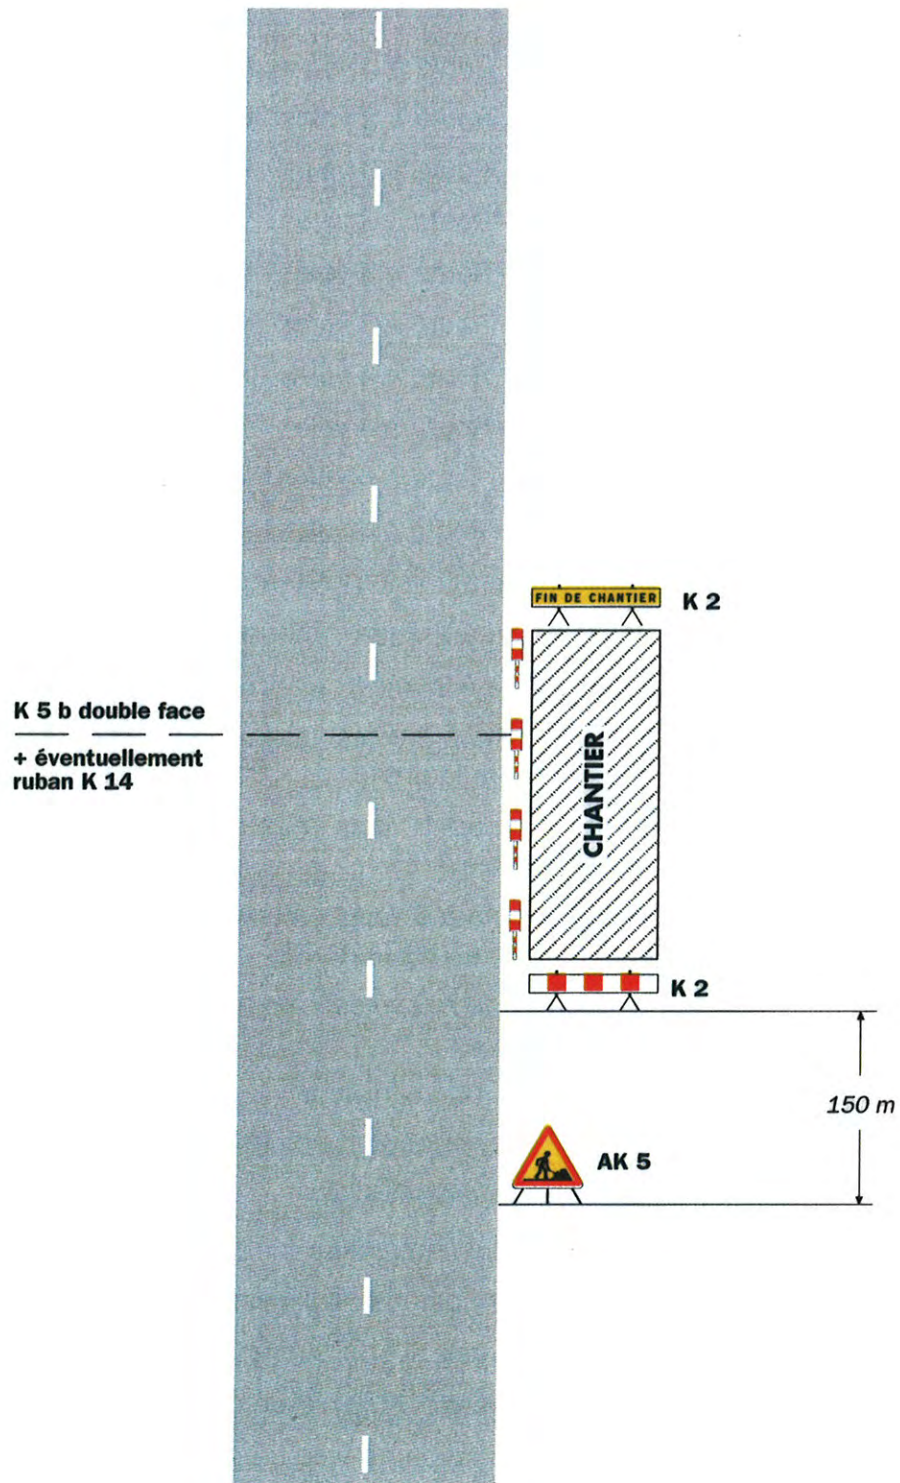 FIN DE CHANTIER
K 2
K 5 b double face
+ éventuellement
ruban K 14
CHANTIER
K 2
150 m
AK 5